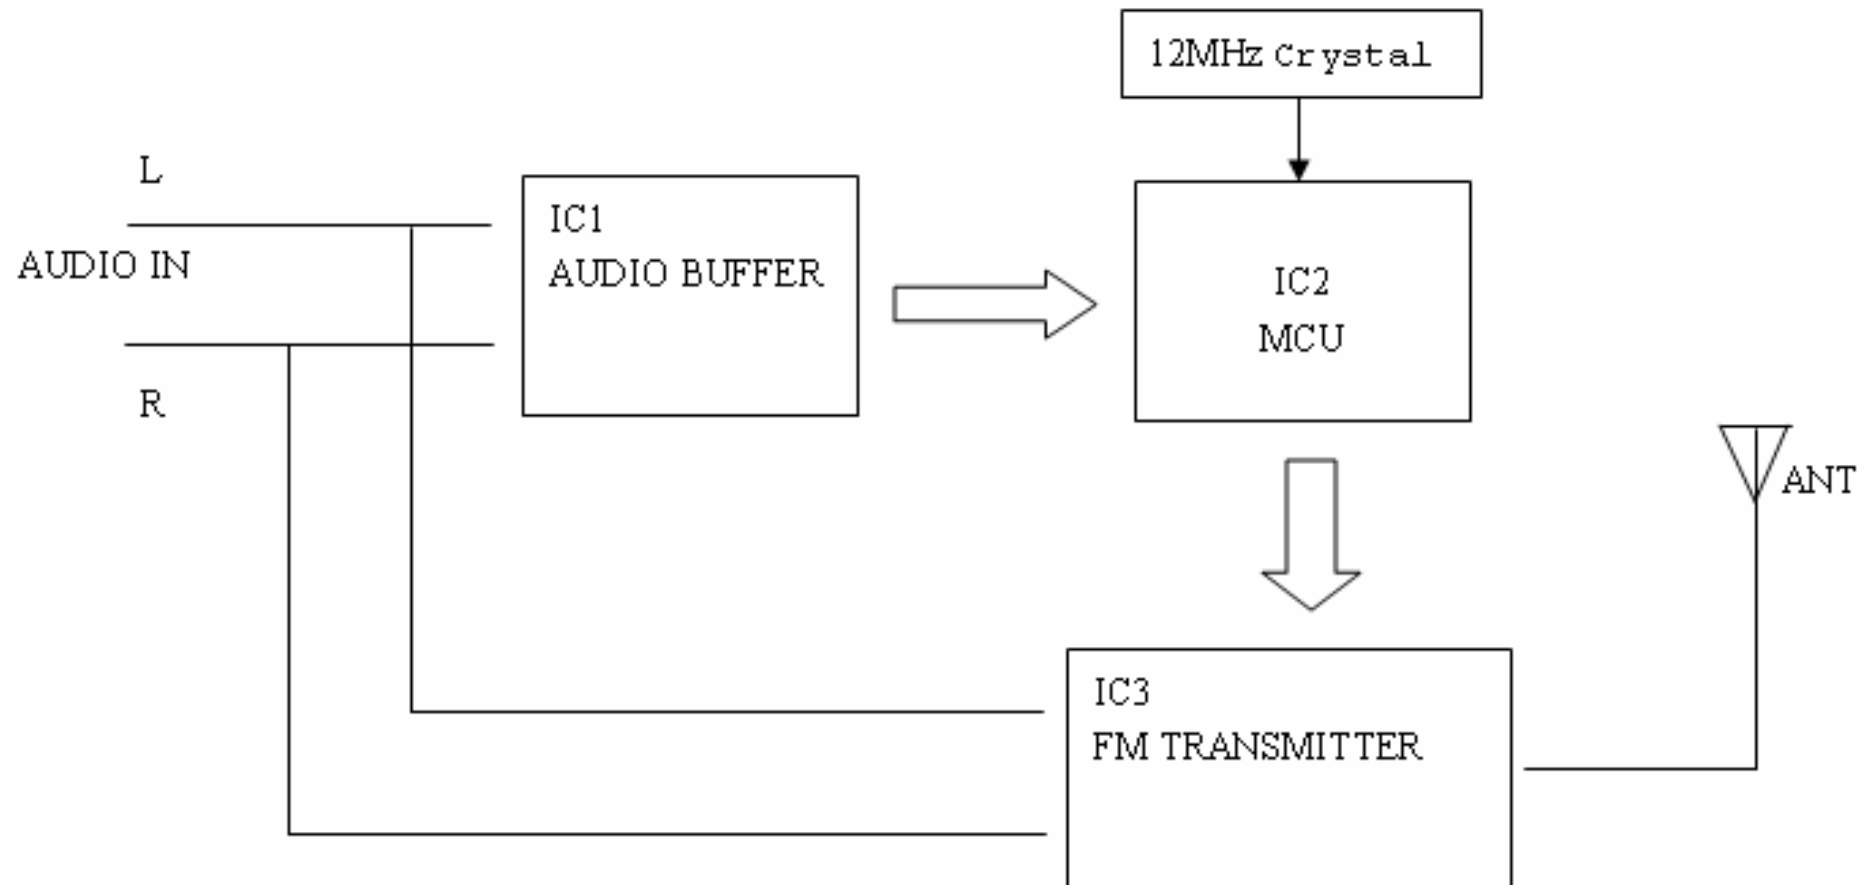 12MHz Crystal
L
AUDIO IN
R
IC1
AUDIO BUFFER
IC2
MCU
ANT
IC3
FM TRANSMITTER